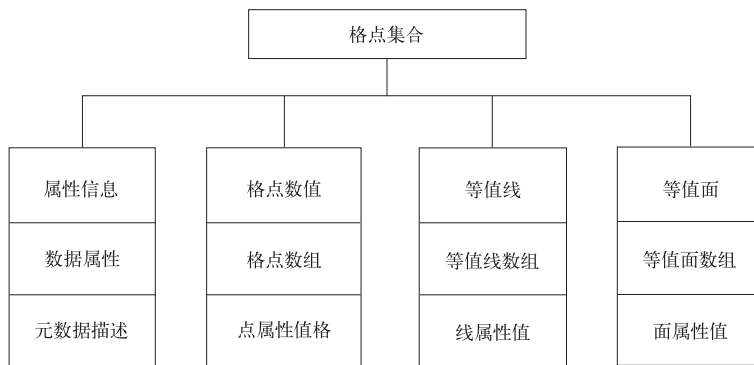 格点集合
属性信息
数据属性
元数据描述
格点数值
格点数组
点属性值格
等值线
等值线数组
线属性值
等值面
等值面数组
面属性值